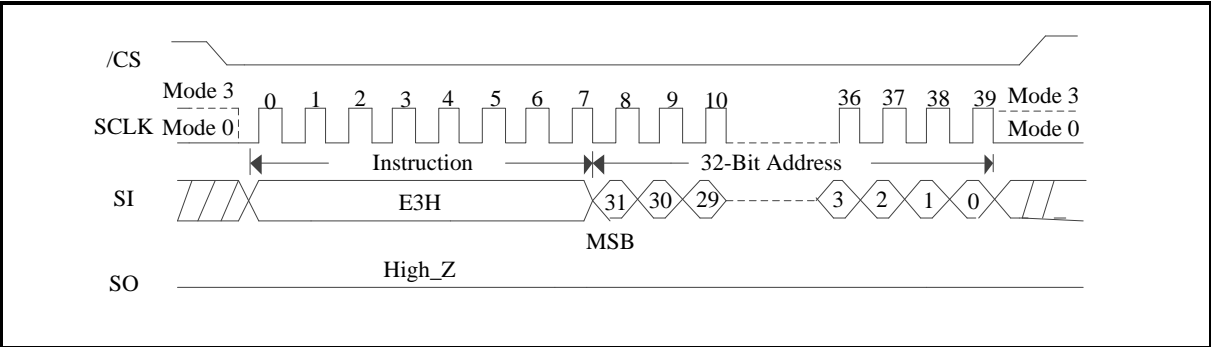 /CS
Mode 3 0 1 2 3 4 5 6 7 8 9 10 36 37 38 39 Mode 3
SCLK Mode 0 Mode 0
Instruction 32-Bit Address
SI E3H 31 30 29 3 2 1 0
MSB
High_Z
SO